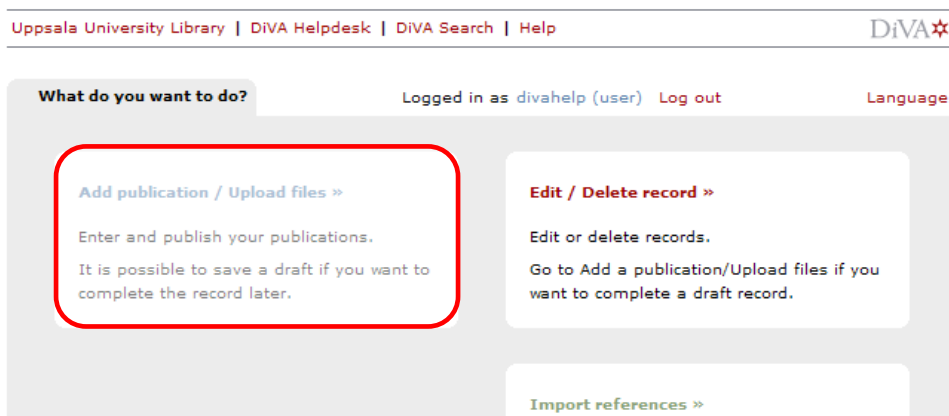 Uppsala University Library | DiVA Helpdesk | DiVA Search | Help
DiVA
What do you want to do?
Logged in as divahelp (user) Log out
Language
Add publication / Upload files »
Enter and publish your publications.
It is possible to save a draft if you want to
complete the record later.
Edit / Delete record »
Edit or delete records.
Go to Add a publication/Upload files if you
want to complete a draft record.
Import references »